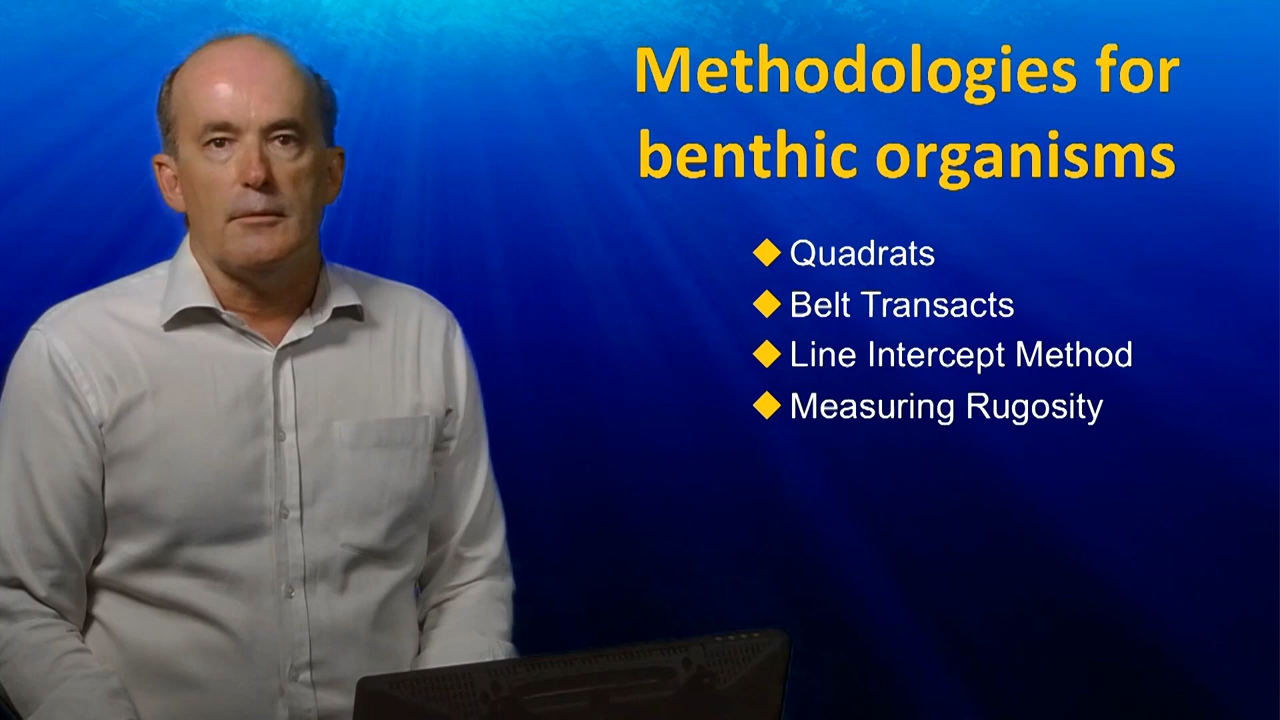 Methodologies for
benthic organisms
Quadrats
Belt Transacts
Line Intercept Method
Measuring Rugosity